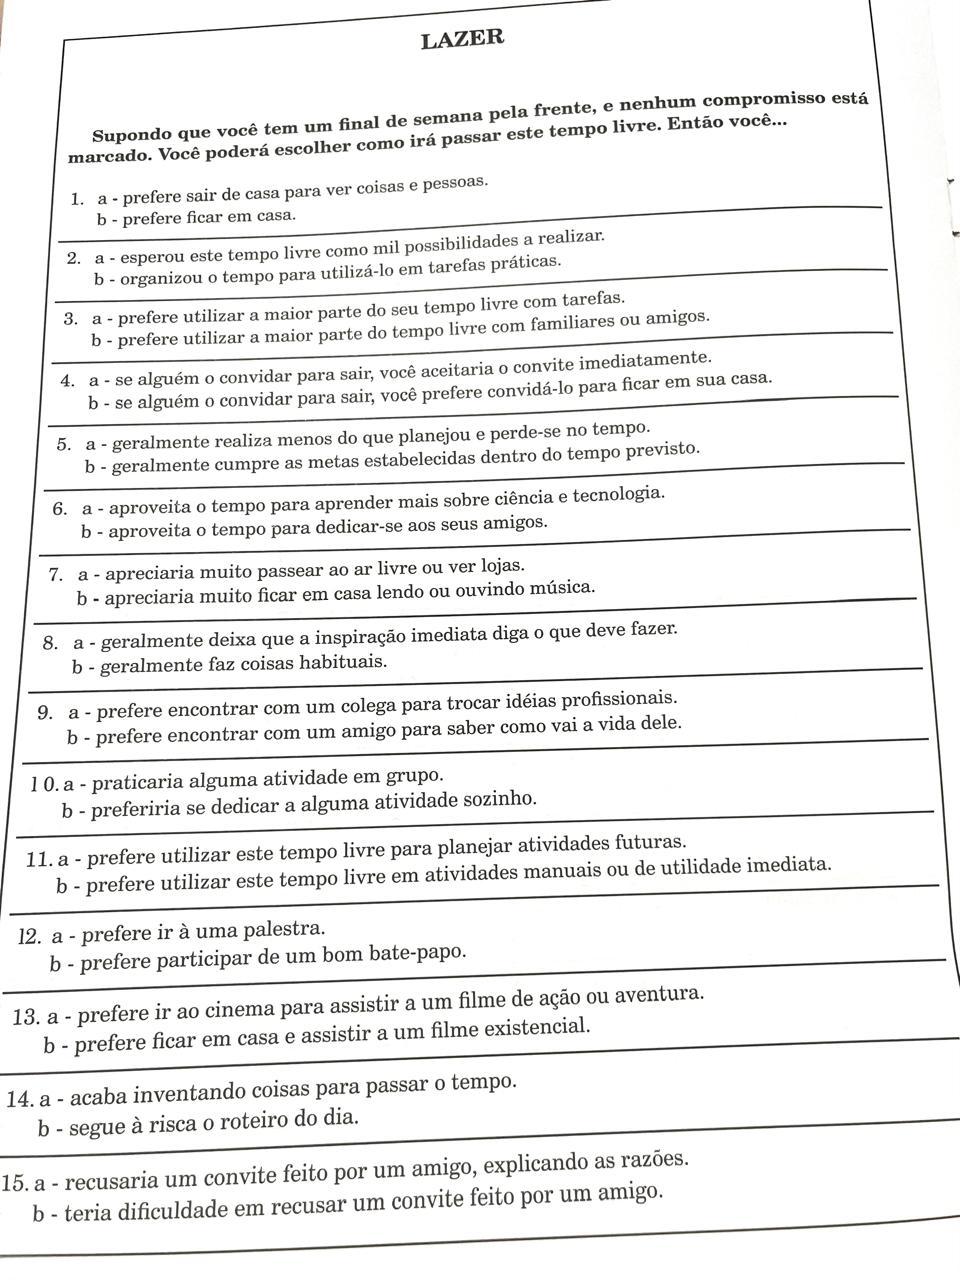 LAZER
Supondo que você tem um final de semana pela frente, e nenhum compromisso está
marcado. Você poderá escolher como irá passar este tempo livre. Então você...
1. a - prefere sair de casa para ver coisas e pessoas.
b - prefere ficar em casa.
2. a - esperou este tempo livre como mil possibilidades a realizar.
b - organizou o tempo para utilizá-lo em tarefas práticas.
3. a - prefere utilizar a maior parte do seu tempo livre com tarefas.
b - prefere utilizar a maior parte do tempo livre com familiares ou amigos.
4. a - se alguém o convidar para sair, você aceitaria o convite imediatamente.
b - se alguém o convidar para sair, você prefere convidá-lo para ficar em sua casa.
5. a - geralmente realiza menos do que planejou e perde-se no tempo.
b - geralmente cumpre as metas estabelecidas dentro do tempo previsto.
6. a - aproveita o tempo para aprender mais sobre ciência e tecnologia.
b - aproveita o tempo para dedicar-se aos seus amigos.
7. a - apreciaria muito passear ao ar livre ou ver lojas.
b - apreciaria muito ficar em casa lendo ou ouvindo música.
8. a - geralmente deixa que a inspiração imediata diga o que deve fazer.
b - geralmente faz coisas habituais.
9. a - prefere encontrar com um colega para trocar idéias profissionais.
b - prefere encontrar com um amigo para saber como vai a vida dele.
10. a - praticaria alguma atividade em grupo.
b - preferiria se dedicar a alguma atividade sozinho.
11. a - prefere utilizar este tempo livre para planejar atividades futuras.
b - prefere utilizar este tempo livre em atividades manuais ou de utilidade imediata.
12. a - prefere ir à uma palestra.
b - prefere participar de um bom bate-papo.
13. a - prefere ir ao cinema para assistir a um filme de ação ou aventura.
b - prefere ficar em casa e assistir a um filme existencial.
14. a - acaba inventando coisas para passar o tempo.
b - segue à risca o roteiro do dia.
15. a - recusaria um convite feito por um amigo, explicando as razões.
b - teria dificuldade em recusar um convite feito por um amigo.